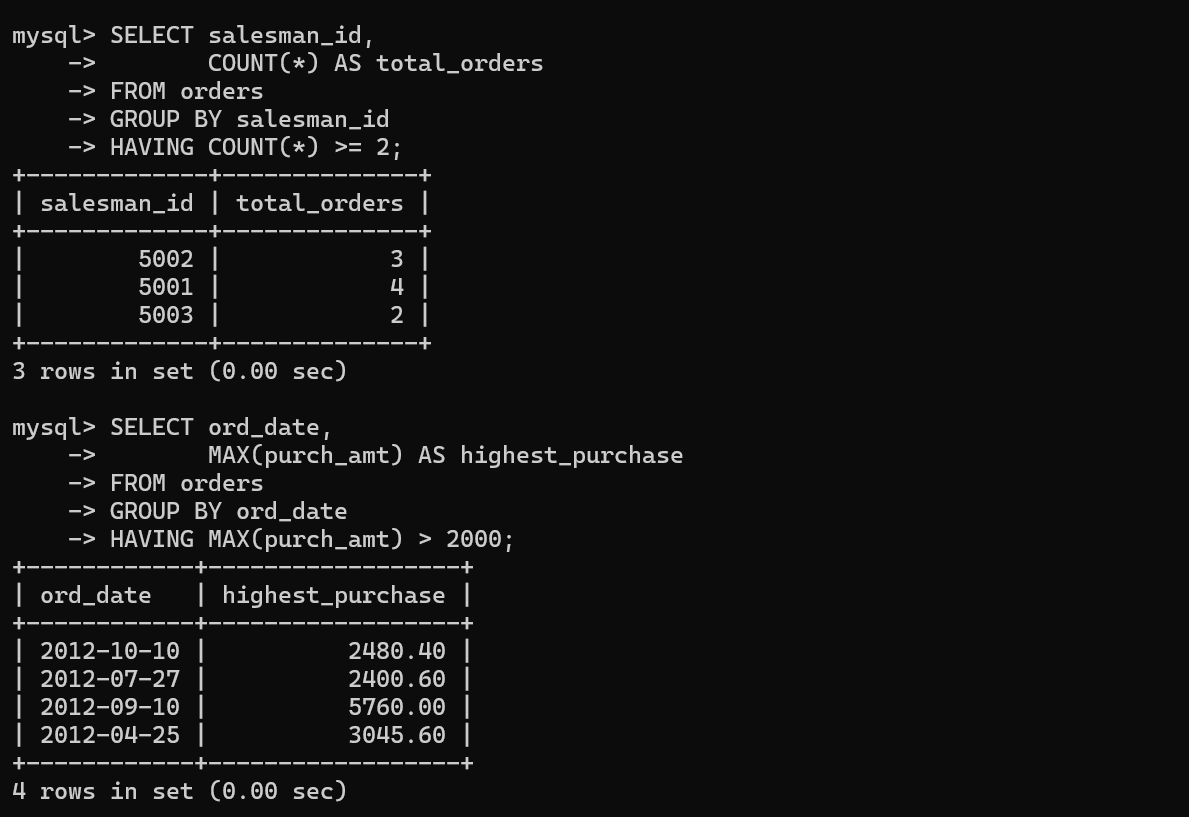 mysql> SELECT salesman_id,
    ->        COUNT(*) AS total_orders
    -> FROM orders
    -> GROUP BY salesman_id
    -> HAVING COUNT(*) >= 2;
+-------------+--------------+
| salesman_id | total_orders |
+-------------+--------------+
|        5002 |            3 |
|        5001 |            4 |
|        5003 |            2 |
+-------------+--------------+
3 rows in set (0.00 sec)

mysql> SELECT ord_date,
    ->        MAX(purch_amt) AS highest_purchase
    -> FROM orders
    -> GROUP BY ord_date
    -> HAVING MAX(purch_amt) > 2000;
+------------+------------------+
| ord_date   | highest_purchase |
+------------+------------------+
| 2012-10-10 |          2480.40 |
| 2012-07-27 |          2400.60 |
| 2012-09-10 |          5760.00 |
| 2012-04-25 |          3045.60 |
+------------+------------------+
4 rows in set (0.00 sec)